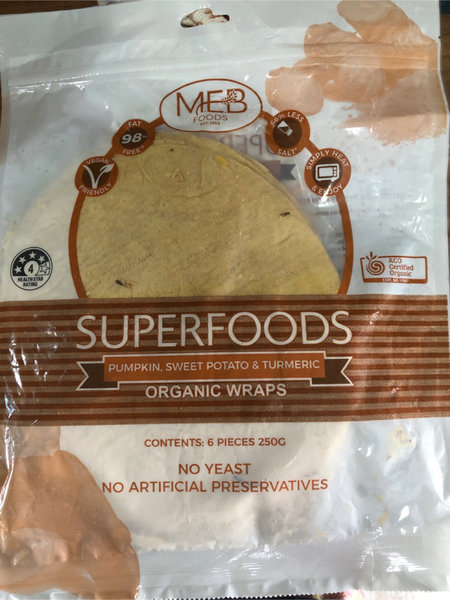 MEB
FOODS
FAT
98%
FREE*
LESS
SALT*
VEGAN
FRIENDLY
SIMPLY HEAT
& ENJOY
4
HEALTH STAR
RATING
ACO
Certified
Organic
SUPERFOODS
PUMPKIN, SWEET POTATO & TURMERIC
ORGANIC WRAPS
CONTENTS: 6 PIECES 250G
NO YEAST
NO ARTIFICIAL PRESERVATIVES